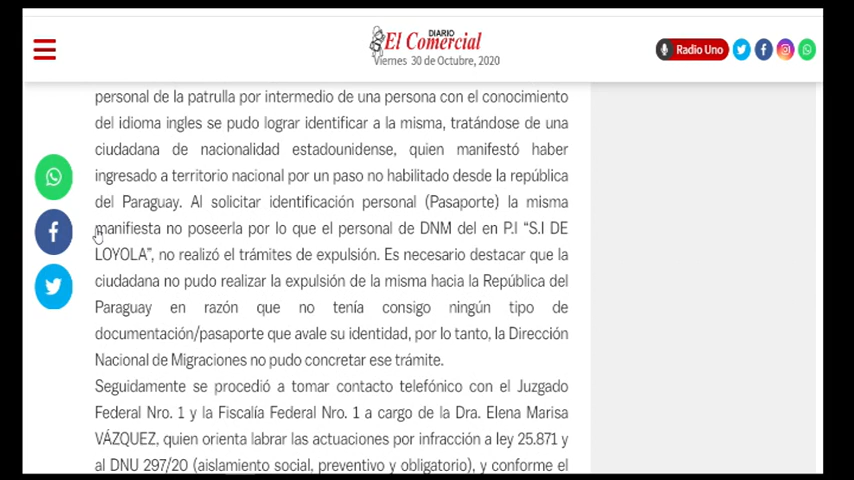 DIARIO
El Comercial
Viernes 30 de Octubre, 2020
Radio Uno
personal de la patrulla por intermedio de una persona con el conocimiento
del idioma ingles se pudo lograr identificar a la misma, tratándose de una
ciudadana de nacionalidad estadounidense, quien manifestó haber
ingresado a territorio nacional por un paso no habilitado desde la república
del Paraguay. Al solicitar identificación personal (Pasaporte) la misma
manifiesta no poseerla por lo que el personal de DNM del en P.I “S.I DE
LOYOLA”, no realizó el trámites de expulsión. Es necesario destacar que la
ciudadana no pudo realizar la expulsión de la misma hacia la República del
Paraguay en razón que no tenía consigo ningún tipo de
documentación/pasaporte que avale su identidad, por lo tanto, la Dirección
Nacional de Migraciones no pudo concretar ese trámite.
Seguidamente se procedió a tomar contacto telefónico con el Juzgado
Federal Nro. 1 y la Fiscalía Federal Nro. 1 a cargo de la Dra. Elena Marisa
VÁZQUEZ, quien orienta labrar las actuaciones por infracción a ley 25.871 y
al DNU 297/20 (aislamiento social, preventivo y obligatorio), y conforme el